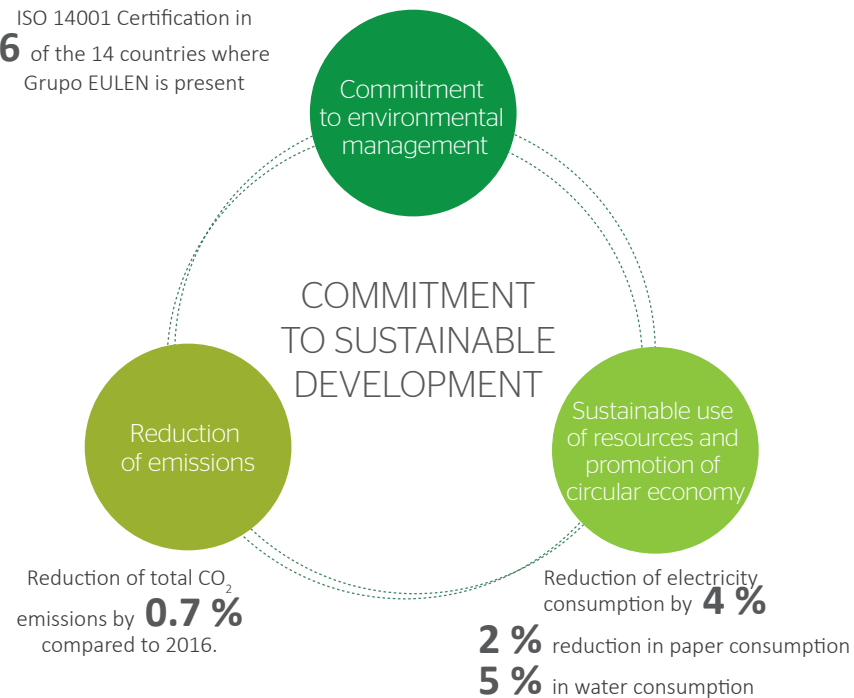 ISO 14001 Certification in
6 of the 14 countries where
Grupo EULEN is present
Commitment
to environmental
management
COMMITMENT
TO SUSTAINABLE
DEVELOPMENT
Reduction
of emissions
Sustainable use
of resources and
promotion of
circular economy
Reduction of total CO₂
emissions by 0.7 %
compared to 2016.
Reduction of electricity
consumption by 4 %
2 % reduction in paper consumption
5 % in water consumption